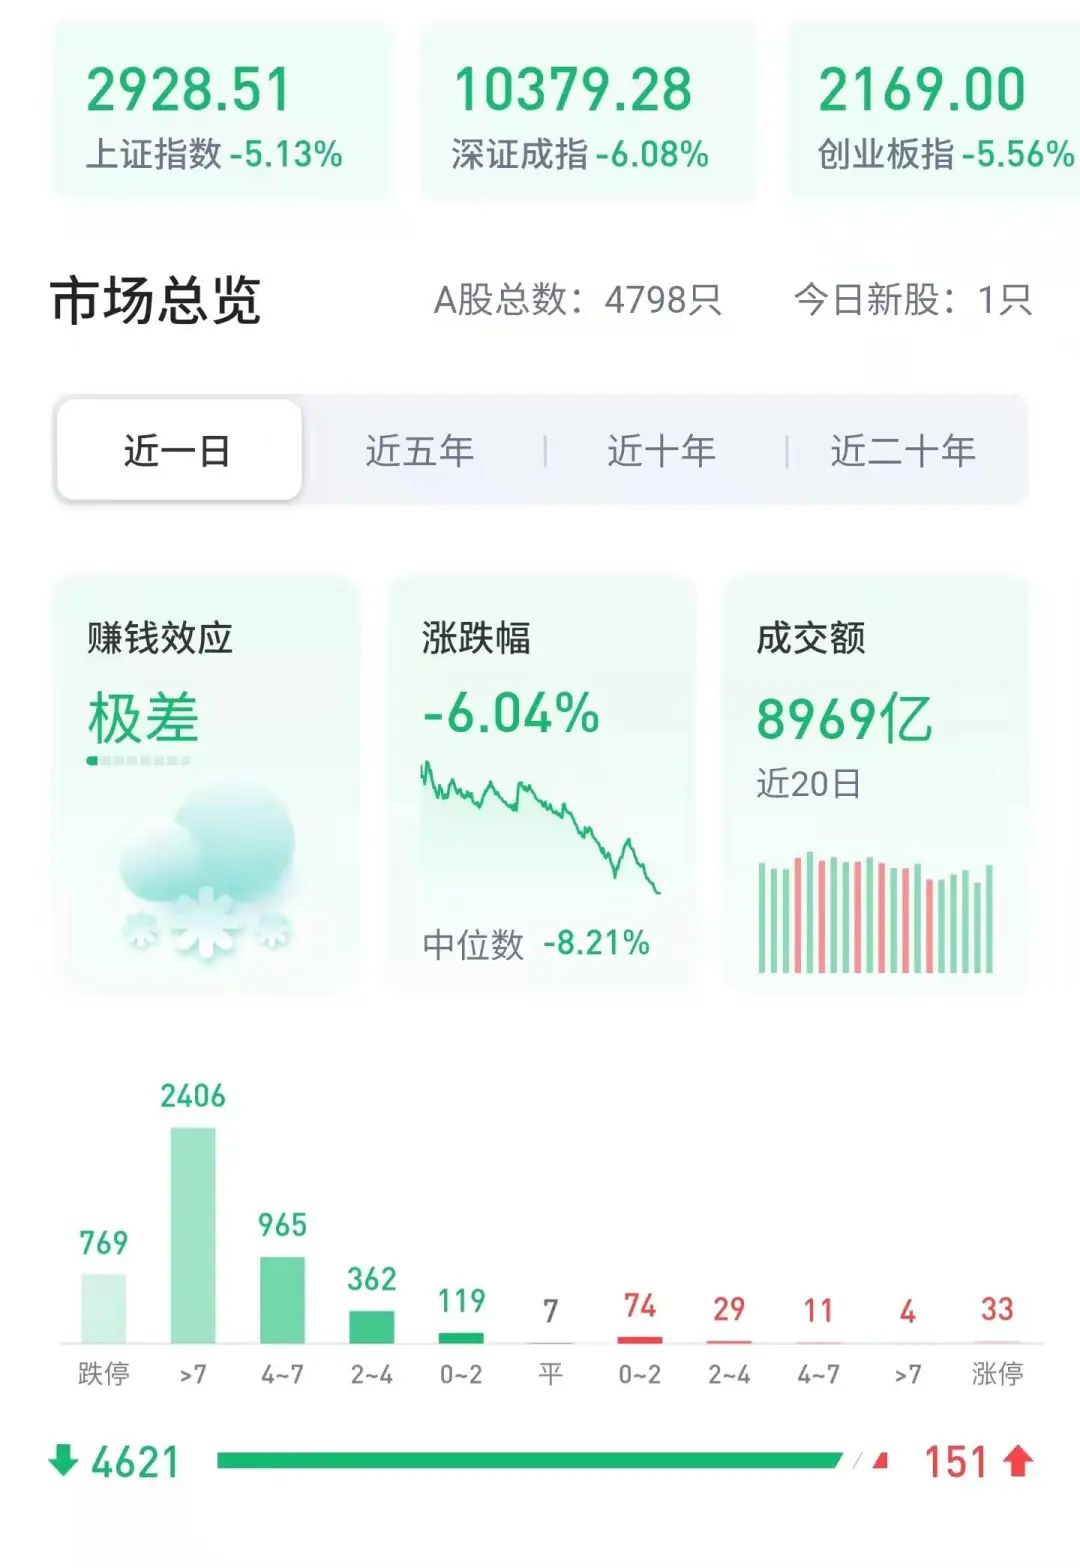 2928.51 10379.28 2169.00
上证指数 -5.13% 深证成指 -6.08% 创业板指 -5.56%
市场总览 A股总数：4798只 今日新股：1只
近一日 近五年 近十年 近二十年
赚钱效应 涨跌幅 成交额
极差 -6.04% 8969亿
近20日
中位数 -8.21%
2406
965
769
362
119 7 74 29 11 4 33
跌停 >7 4~7 2~4 0~2 平 0~2 2~4 4~7 >7 涨停
4621 151